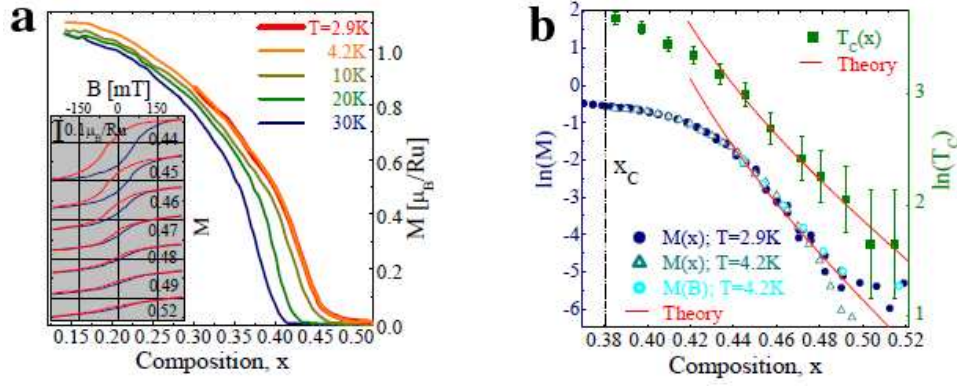 a
T=2.9K
4.2K
10K
20K
30K
B [mT]
-150 0 150
0.1μB/Ru
0.44
0.45
0.46
0.47
0.48
0.49
0.52
M
1.0
0.8
0.6
0.4
0.2
0.0
M [μB/Ru]
0.15 0.20 0.25 0.30 0.35 0.40 0.45 0.50
Composition, x
b
2
1
0
-1
-2
-3
-4
-5
-6
ln(M)
TC(x)
Theory
xC
M(x); T=2.9K
M(x); T=4.2K
M(B); T=4.2K
Theory
3
2
1
ln(TC)
0.38 0.40 0.42 0.44 0.46 0.48 0.50 0.52
Composition, x